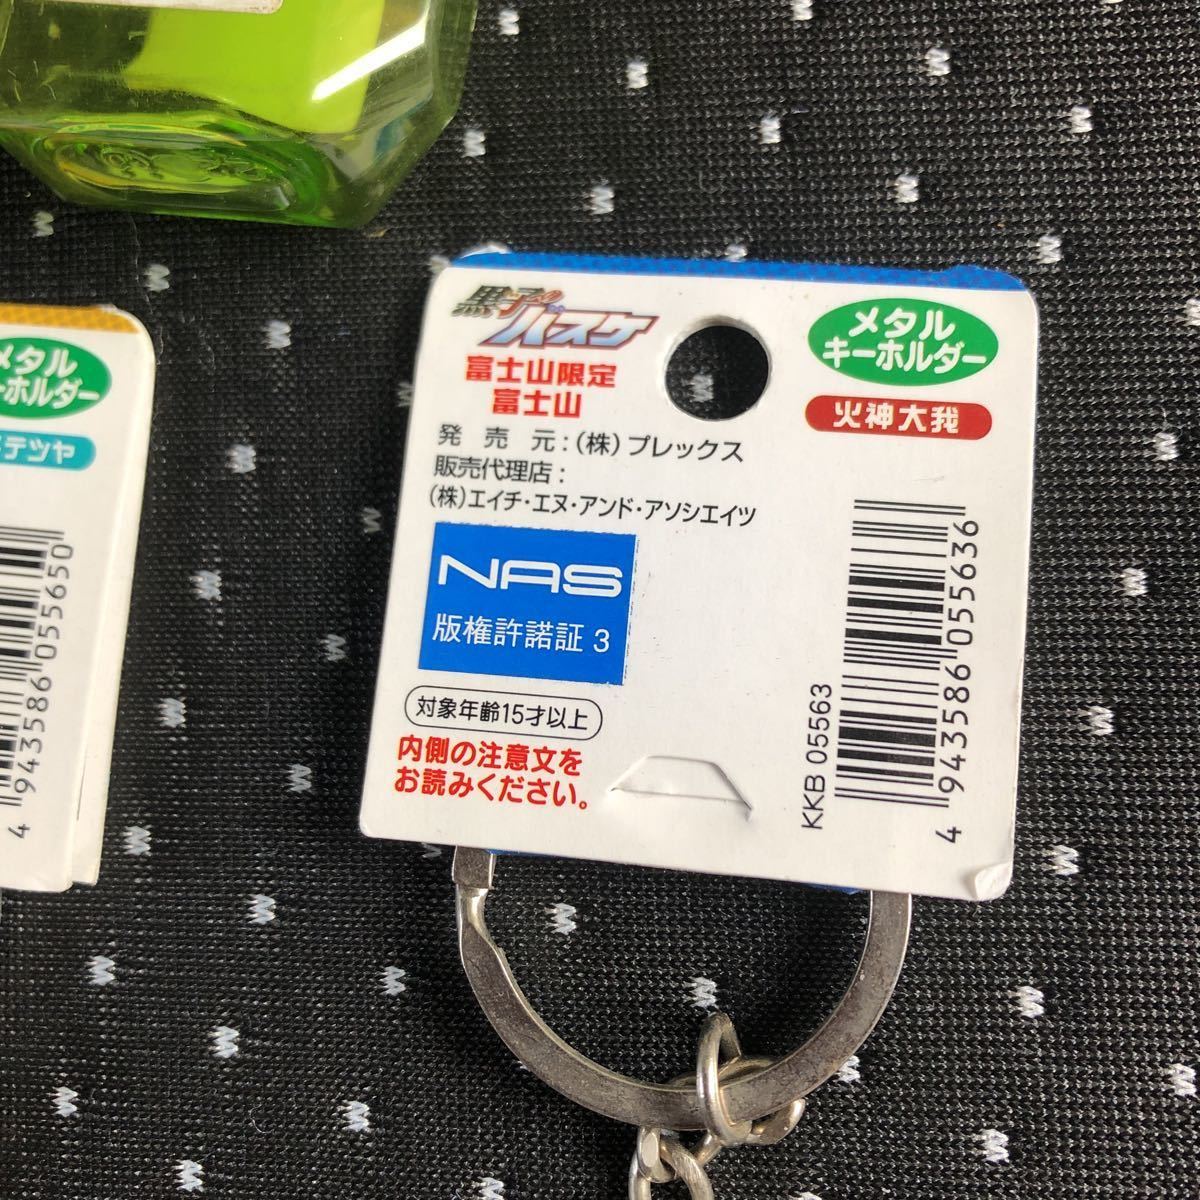 黒子のバスケ
富士山限定
富士山
メタル
キーホルダー
火神大我
発売元：(株)プレックス
販売代理店：
(株)エイチ・エヌ・アンド・アソシエイツ
NAS
版権許諾証 3
対象年齢15才以上
内側の注意文を
お読みください。
KKB 05563
4 943586 055636
メタル
ーホルダー
テツヤ
4 943586 055650